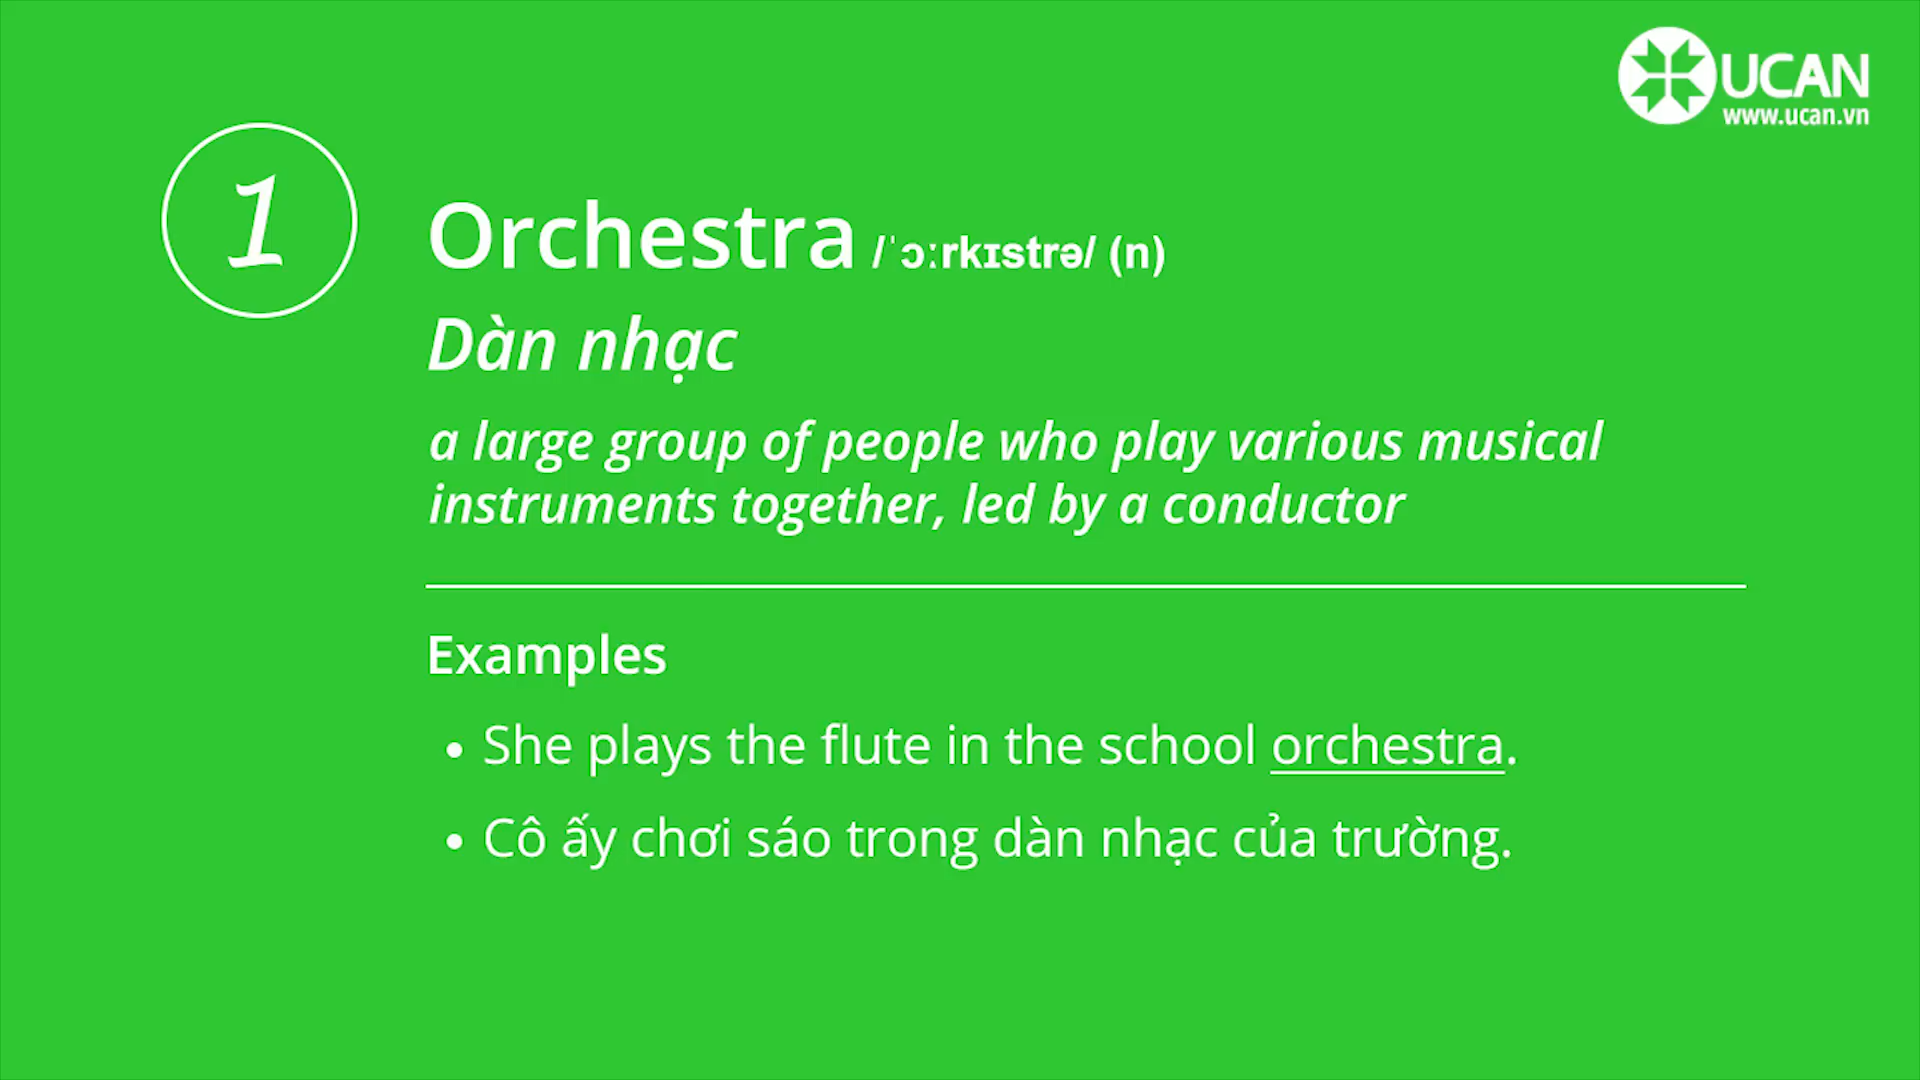 UCAN
www.ucan.vn
1
Orchestra /ˈɔːrkɪstrə/ (n)
Dàn nhạc
a large group of people who play various musical
instruments together, led by a conductor
Examples
• She plays the flute in the school orchestra.
• Cô ấy chơi sáo trong dàn nhạc của trường.